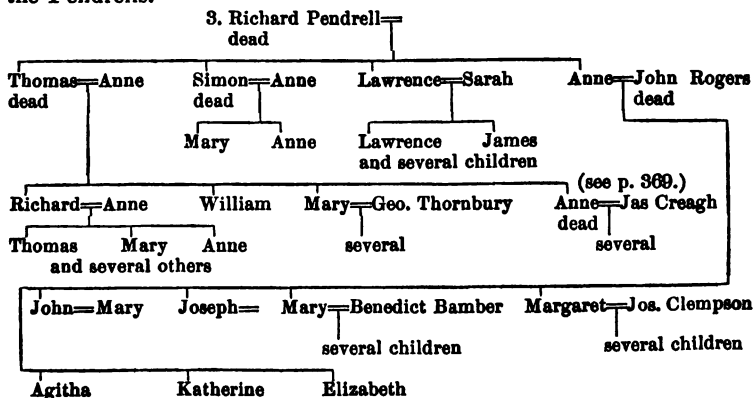 the Pendrells.
3. Richard Pendrell
dead
Thomas=Anne Simon=Anne Lawrence=Sarah Anne=John Rogers
dead dead dead
Mary Anne Lawrence James
and several children
(see p. 369.)
Richard=Anne William Mary=Geo. Thornbury Anne=Jas Creagh
dead
Thomas Mary Anne several several
and several others
John=Mary Joseph= Mary=Benedict Bamber Margaret=Jos. Clempson
several children several children
Agitha Katherine Elizabeth